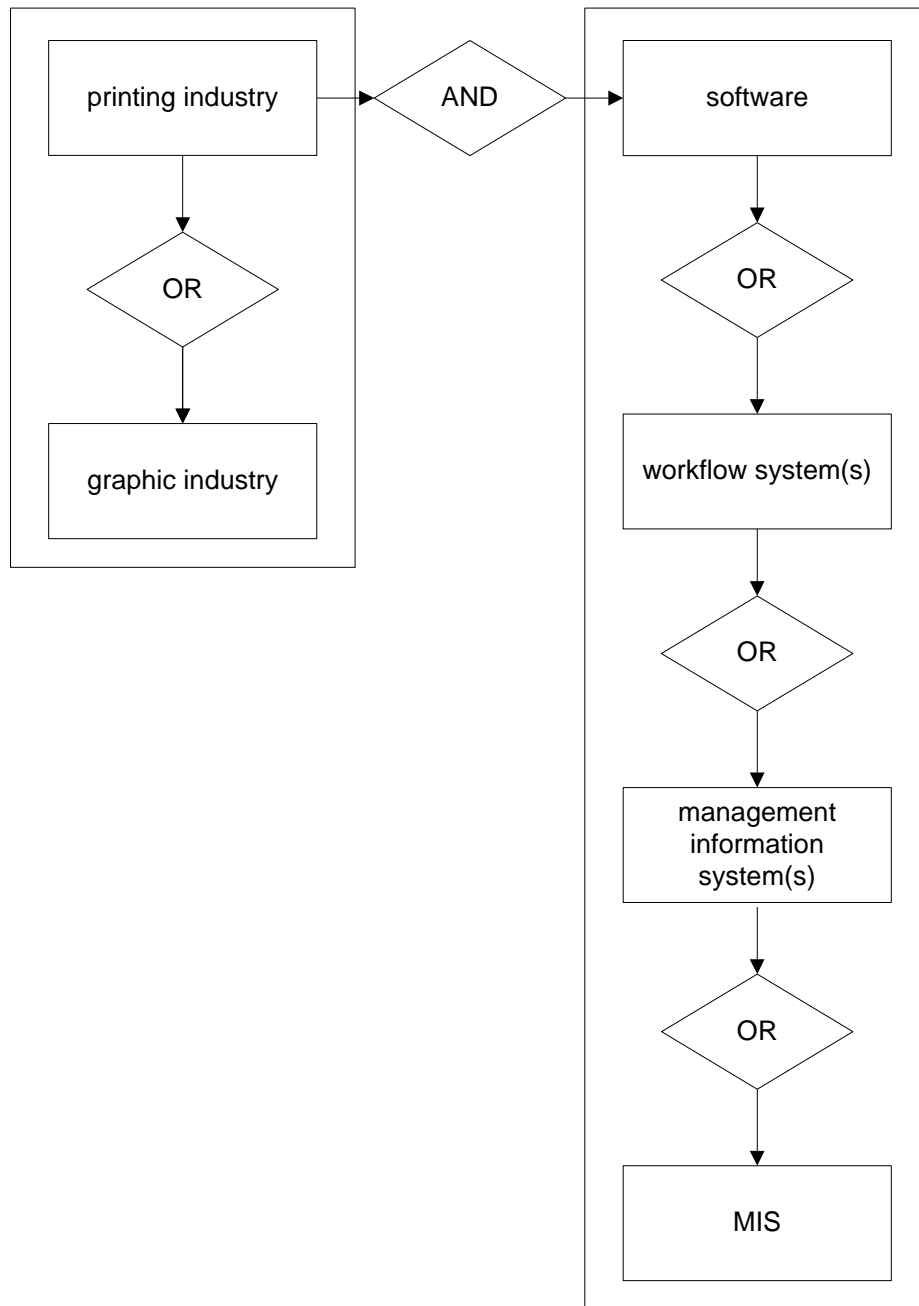 printing industry
AND
software
OR
OR
graphic industry
workflow system(s)
OR
management
information
system(s)
OR
MIS